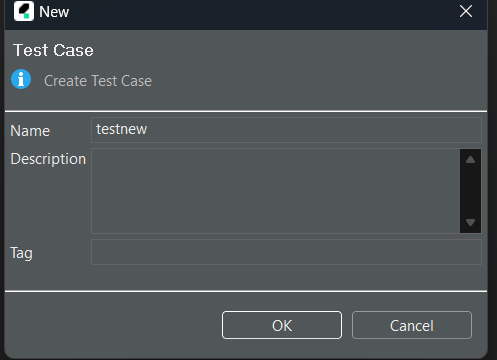 New
Test Case
Create Test Case
Name
testnew
Description
Tag
OK
Cancel